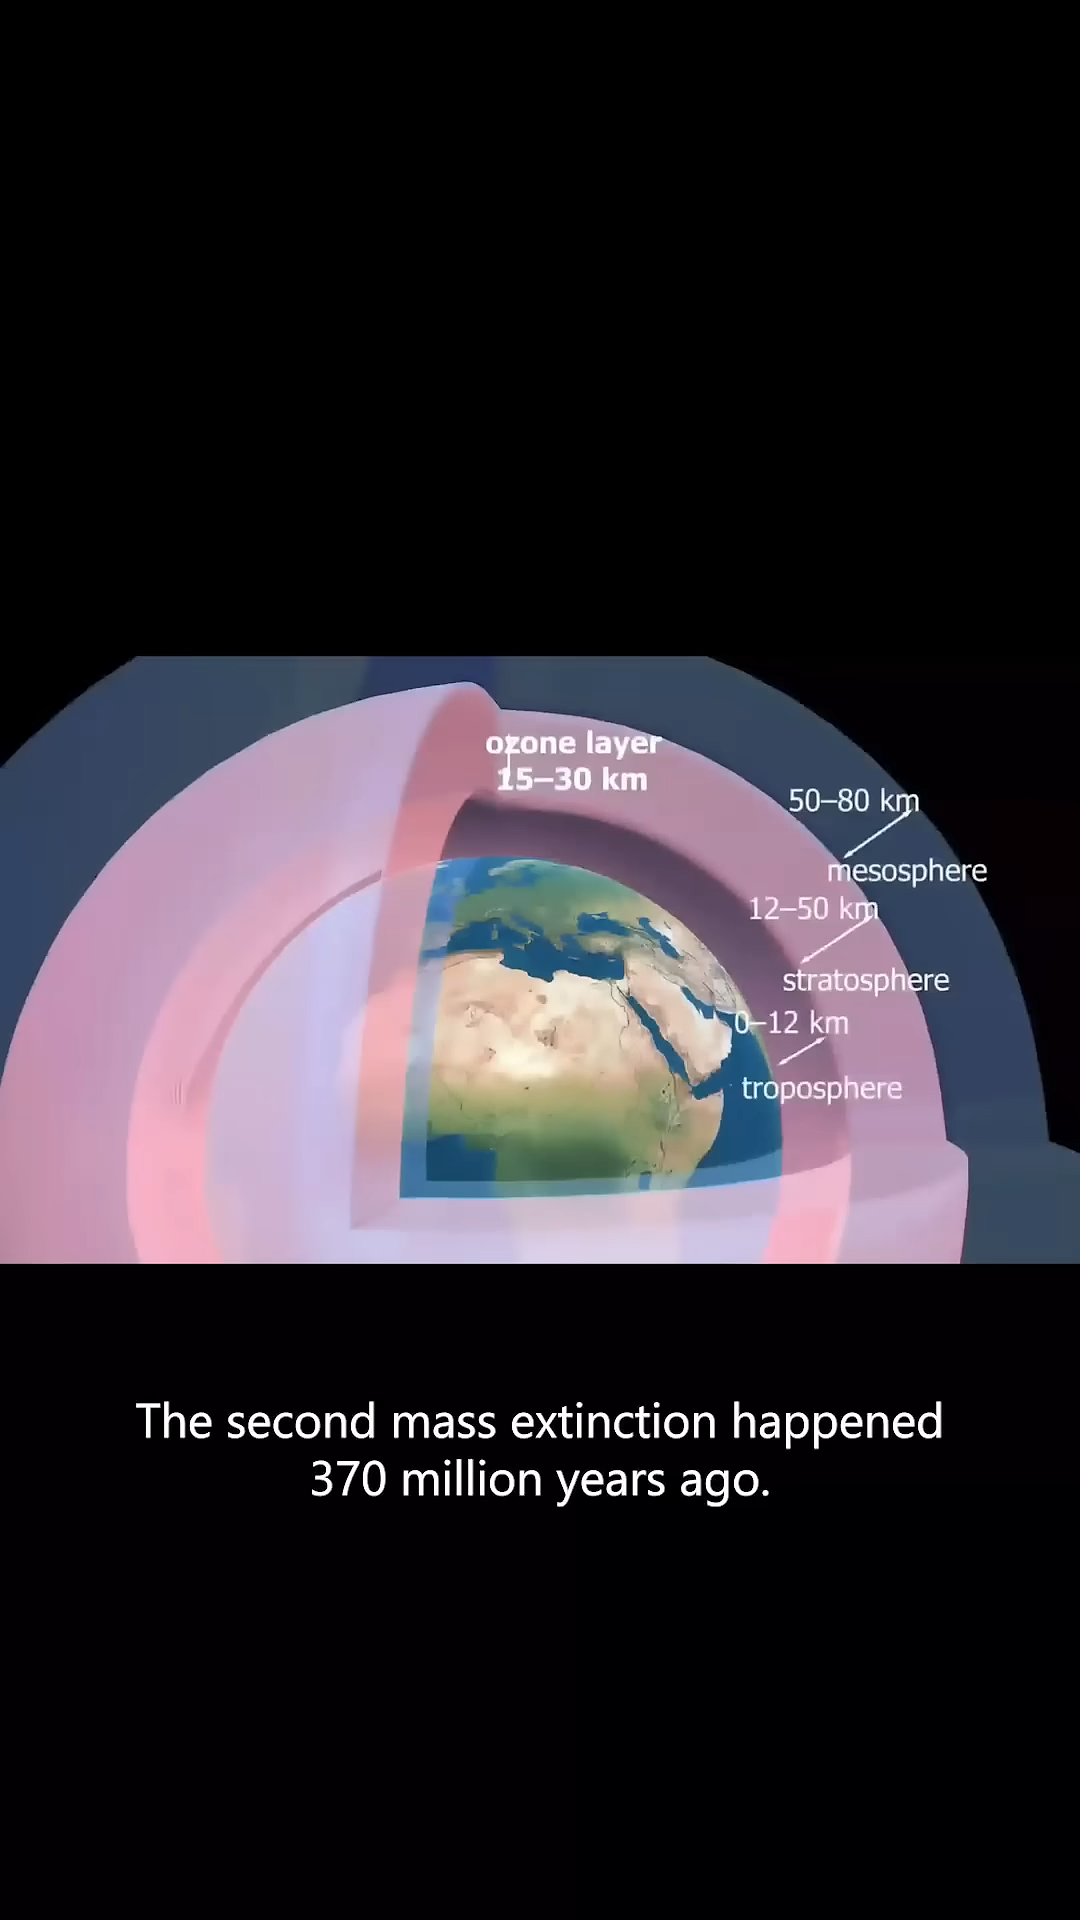 ozone layer
15–30 km
50–80 km
mesosphere
12–50 km
stratosphere
0–12 km
troposphere
The second mass extinction happened
370 million years ago.